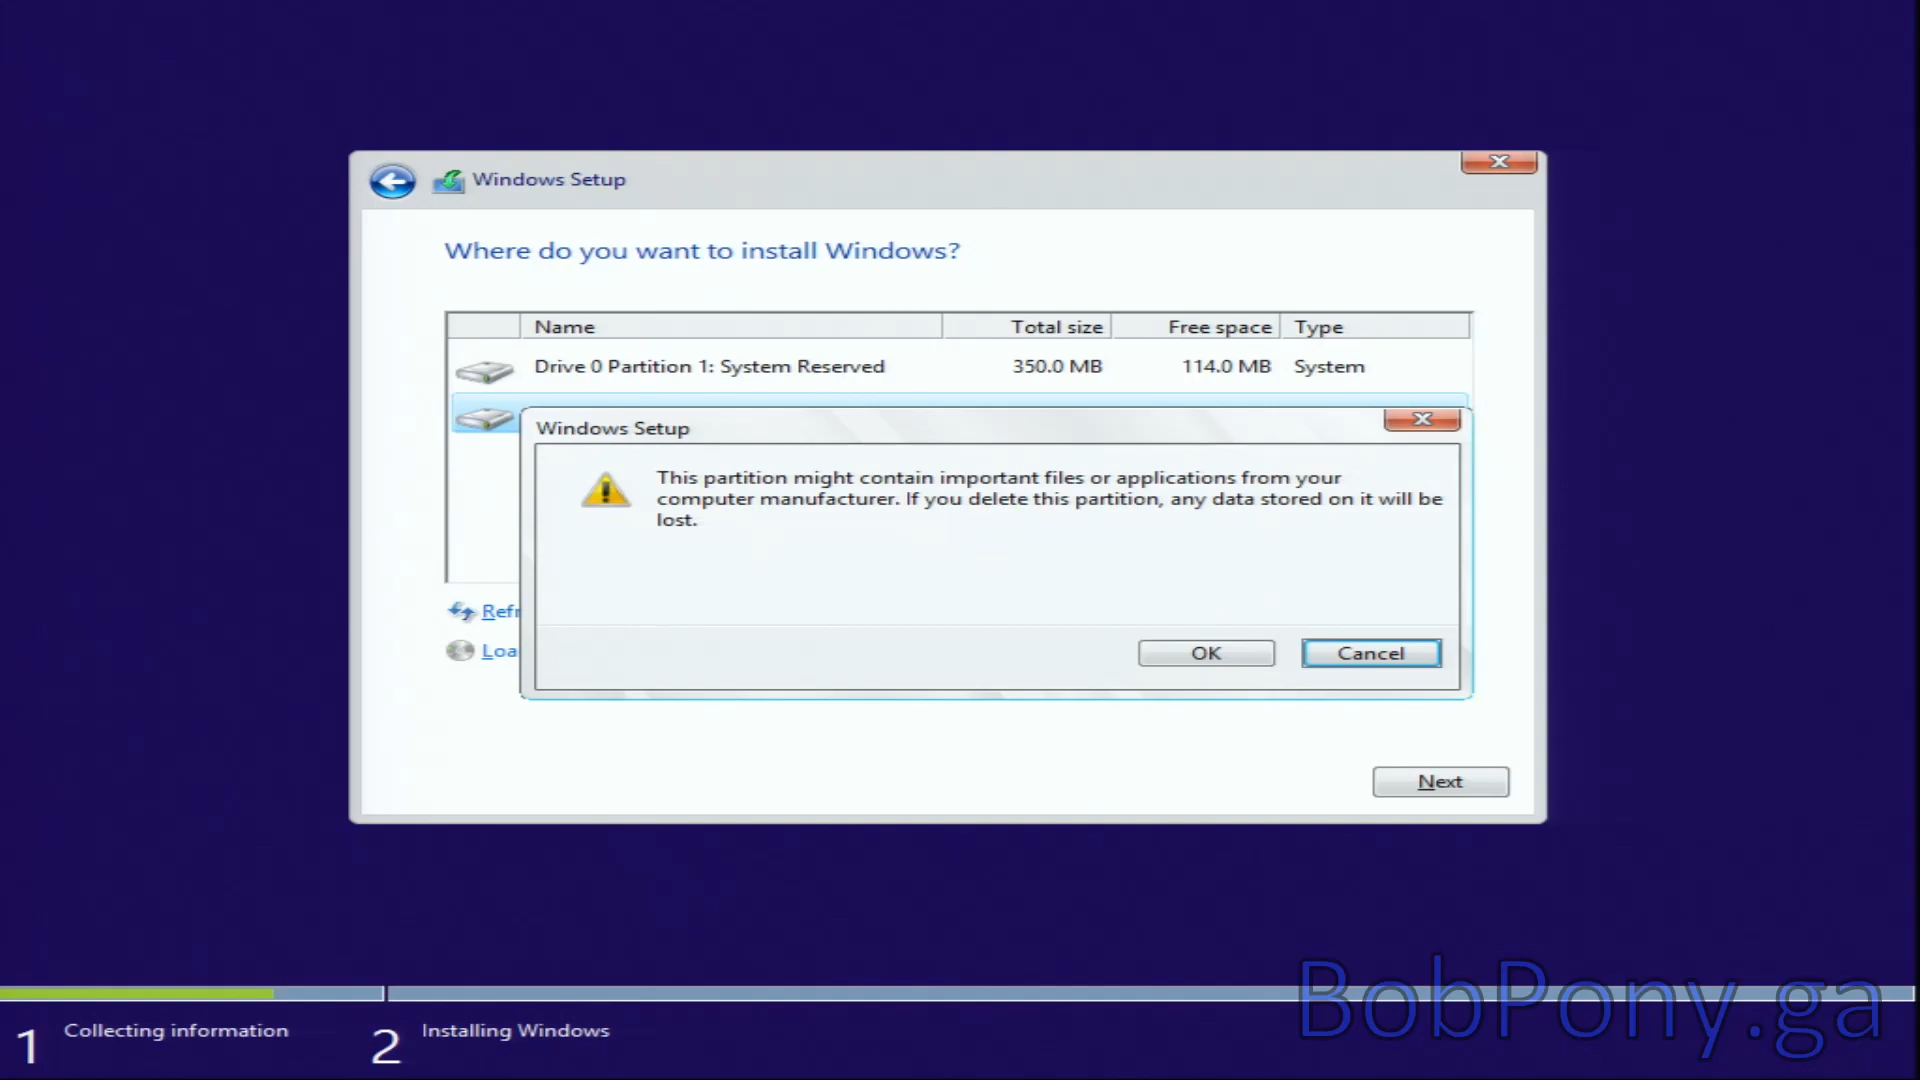 Windows Setup
Where do you want to install Windows?
Name Total size Free space Type
Drive 0 Partition 1: System Reserved 350.0 MB 114.0 MB System
Windows Setup
This partition might contain important files or applications from your
computer manufacturer. If you delete this partition, any data stored on it will be
lost.
Refr
Loa
OK Cancel
Next
1 Collecting information 2 Installing Windows
BobPony.ga